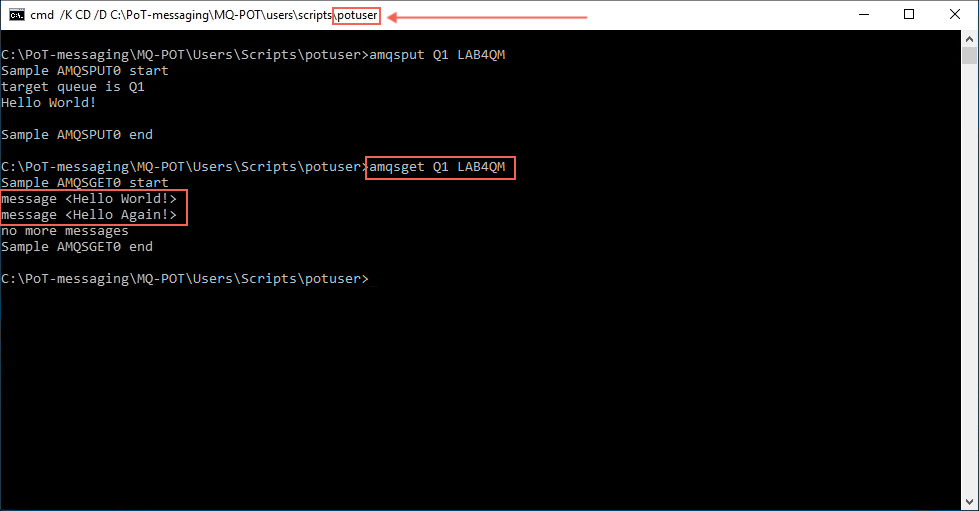 cmd /K CD /D C:\PoT-messaging\MQ-POT\users\scripts\potuser
C:\PoT-messaging\MQ-POT\Users\Scripts\potuser>amqsput Q1 LAB4QM
Sample AMQSPUT0 start
target queue is Q1
Hello World!
Sample AMQSPUT0 end
C:\PoT-messaging\MQ-POT\Users\Scripts\potuser>amqsget Q1 LAB4QM
Sample AMQSGET0 start
message <Hello World!>
message <Hello Again!>
no more messages
Sample AMQSGET0 end
C:\PoT-messaging\MQ-POT\Users\Scripts\potuser>